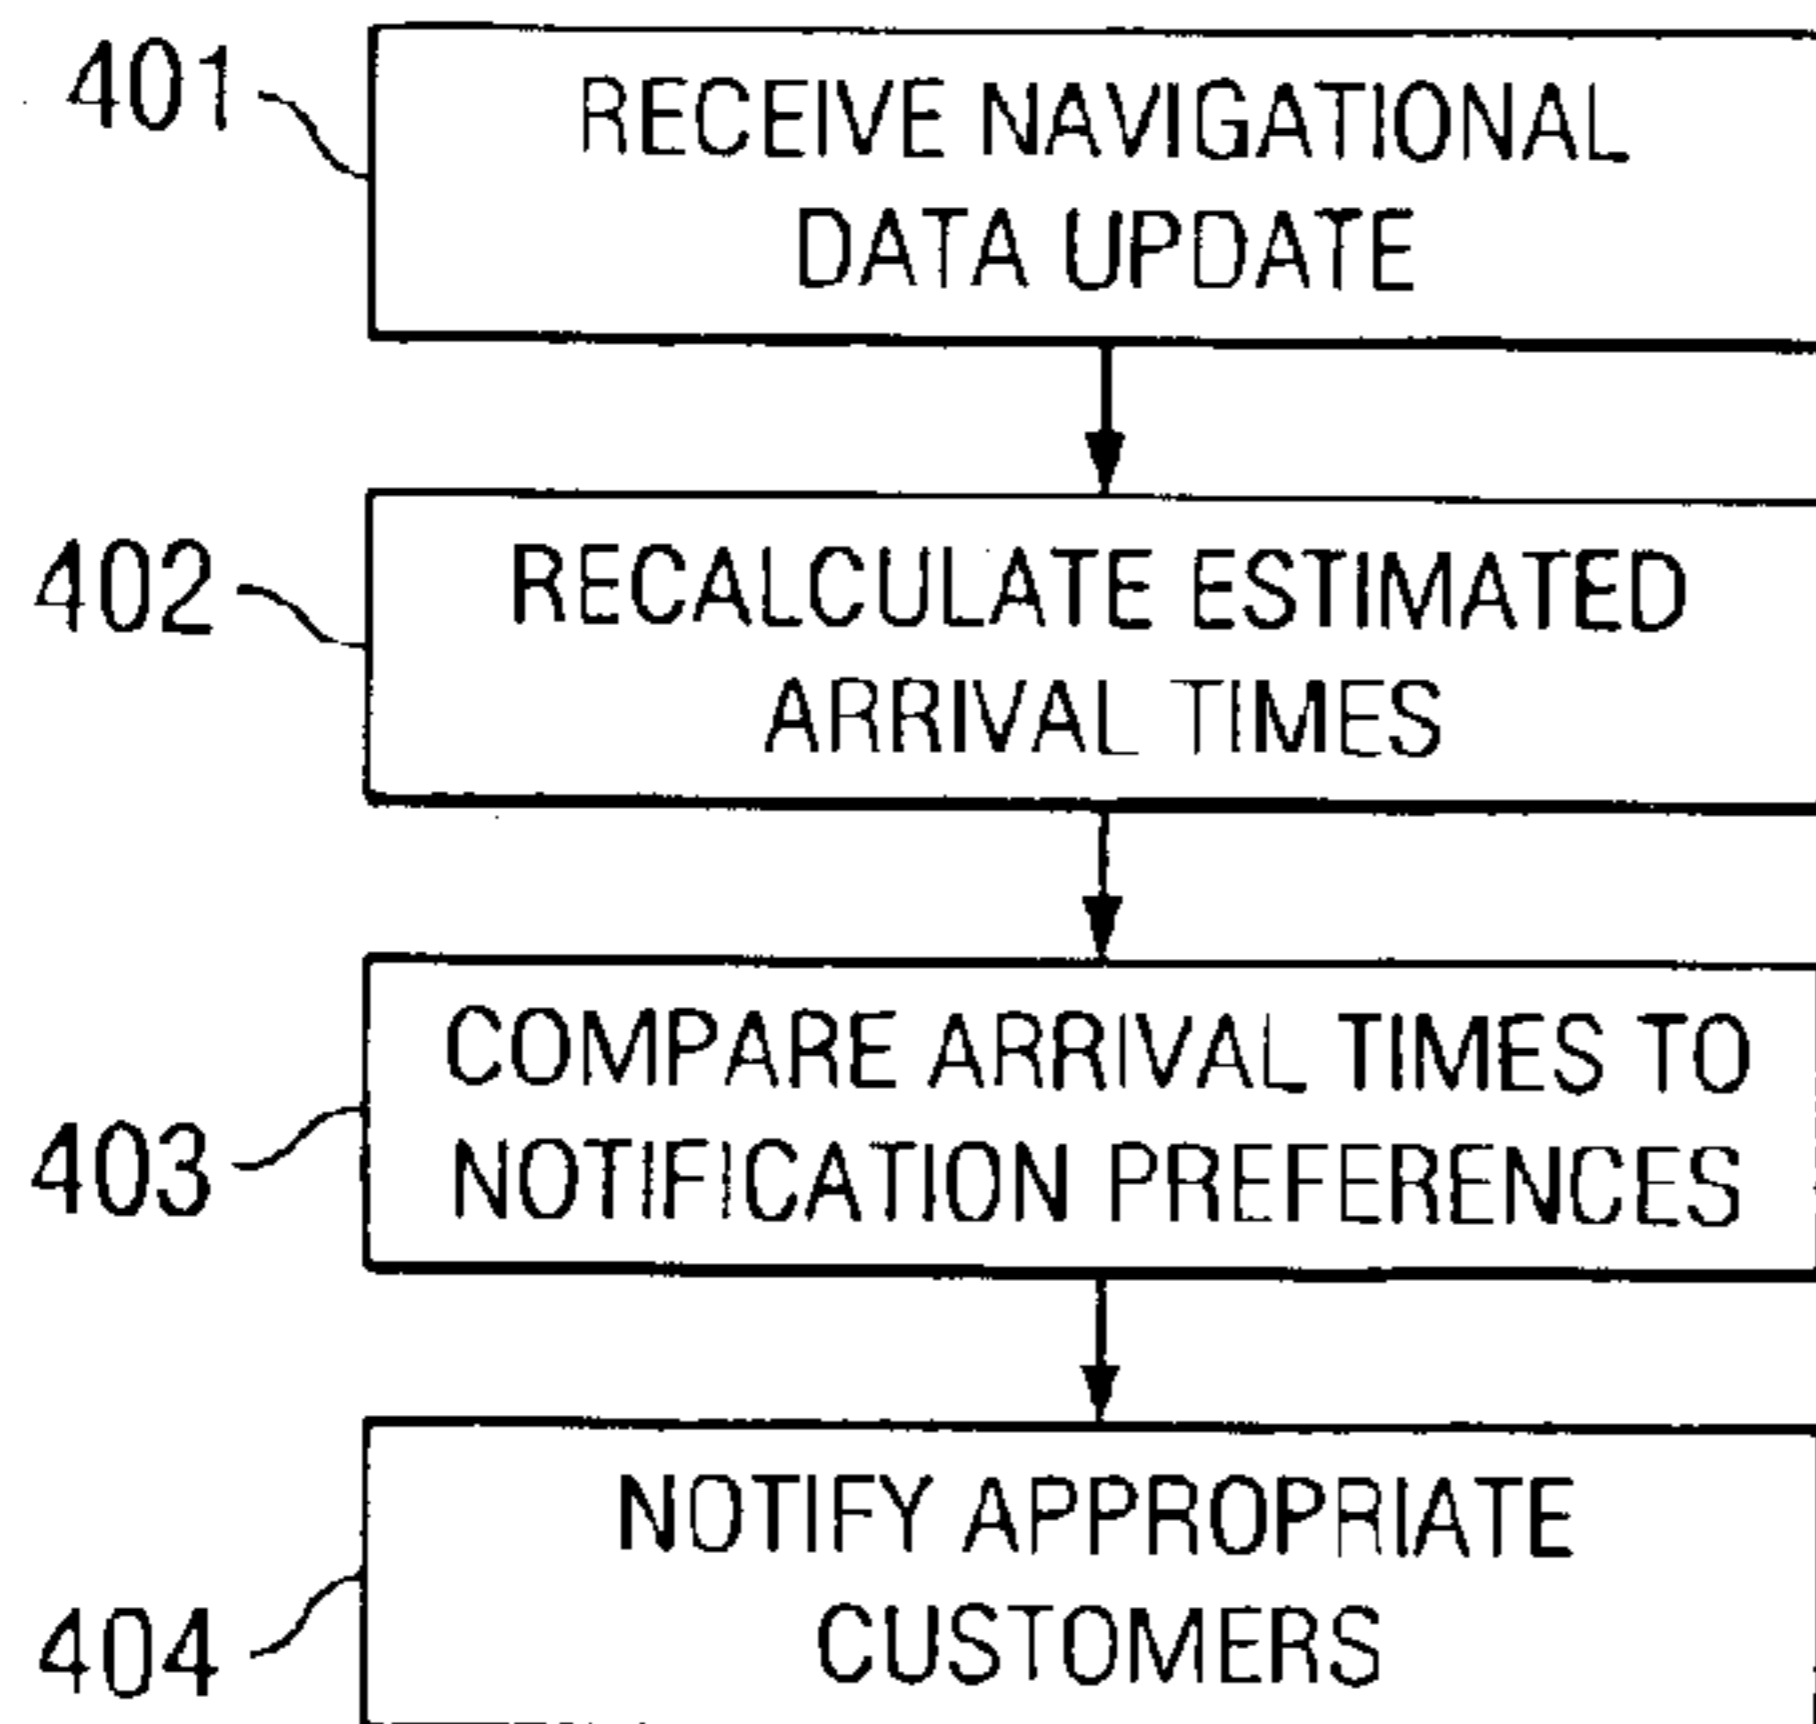 401
RECEIVE NAVIGATIONAL
DATA UPDATE
402
RECALCULATE ESTIMATED
ARRIVAL TIMES
403
COMPARE ARRIVAL TIMES TO
NOTIFICATION PREFERENCES
404
NOTIFY APPROPRIATE
CUSTOMERS